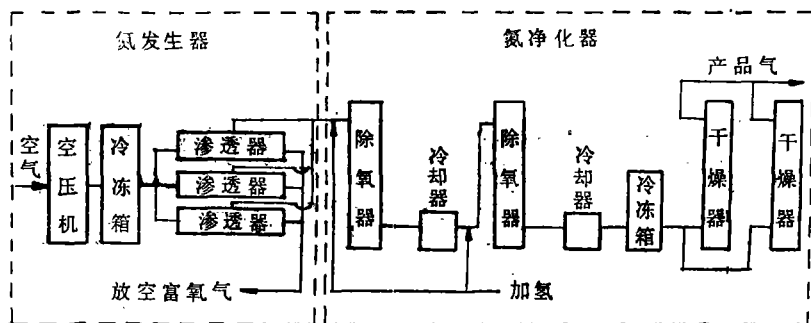 氮发生器
氮净化器
产品气
空气
空压机
冷冻箱
渗透器
渗透器
渗透器
除氧器
冷却器
除氧器
冷却器
冷冻箱
干燥器
干燥器
放空富氧气
加氢